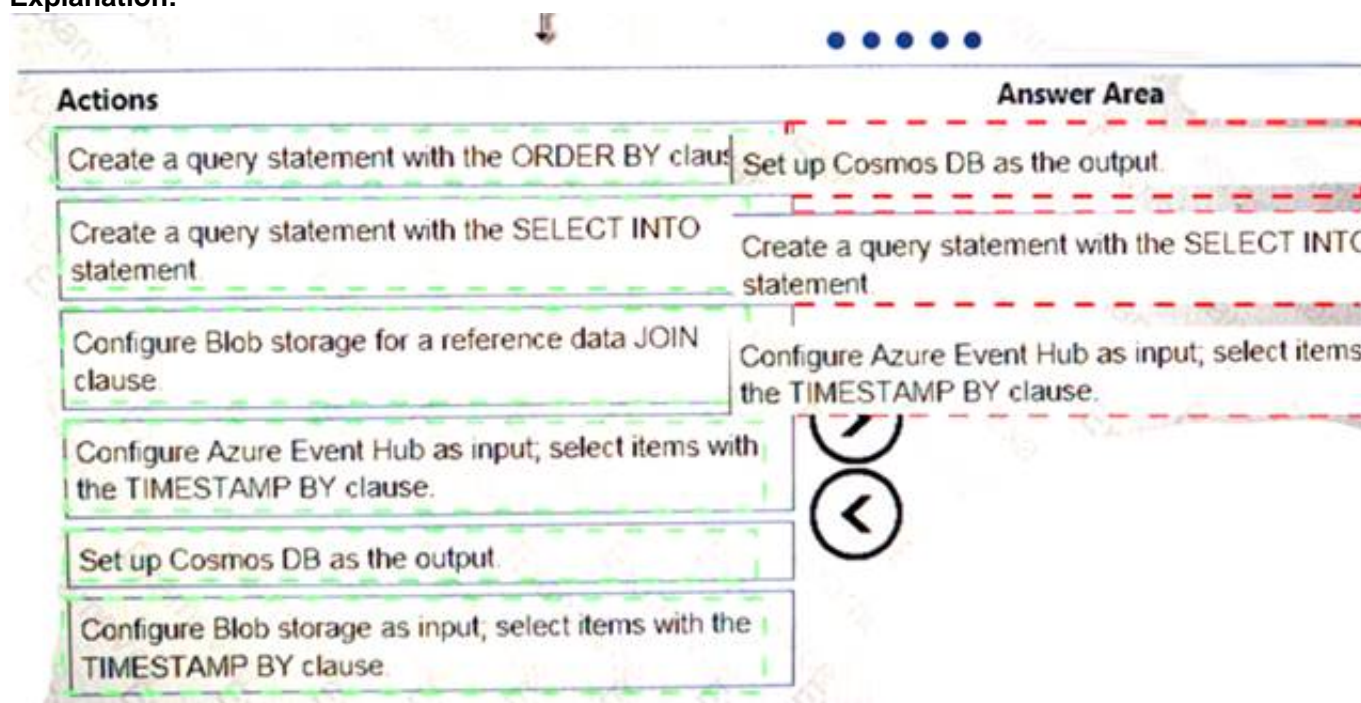 Explanation:
Actions
Answer Area
Create a query statement with the ORDER BY claus
Set up Cosmos DB as the output.
Create a query statement with the SELECT INTO
statement.
Create a query statement with the SELECT INTO
statement.
Configure Blob storage for a reference data JOIN
clause.
Configure Azure Event Hub as input; select items
the TIMESTAMP BY clause.
Configure Azure Event Hub as input; select items with
the TIMESTAMP BY clause.
Set up Cosmos DB as the output.
Configure Blob storage as input; select items with the
TIMESTAMP BY clause.